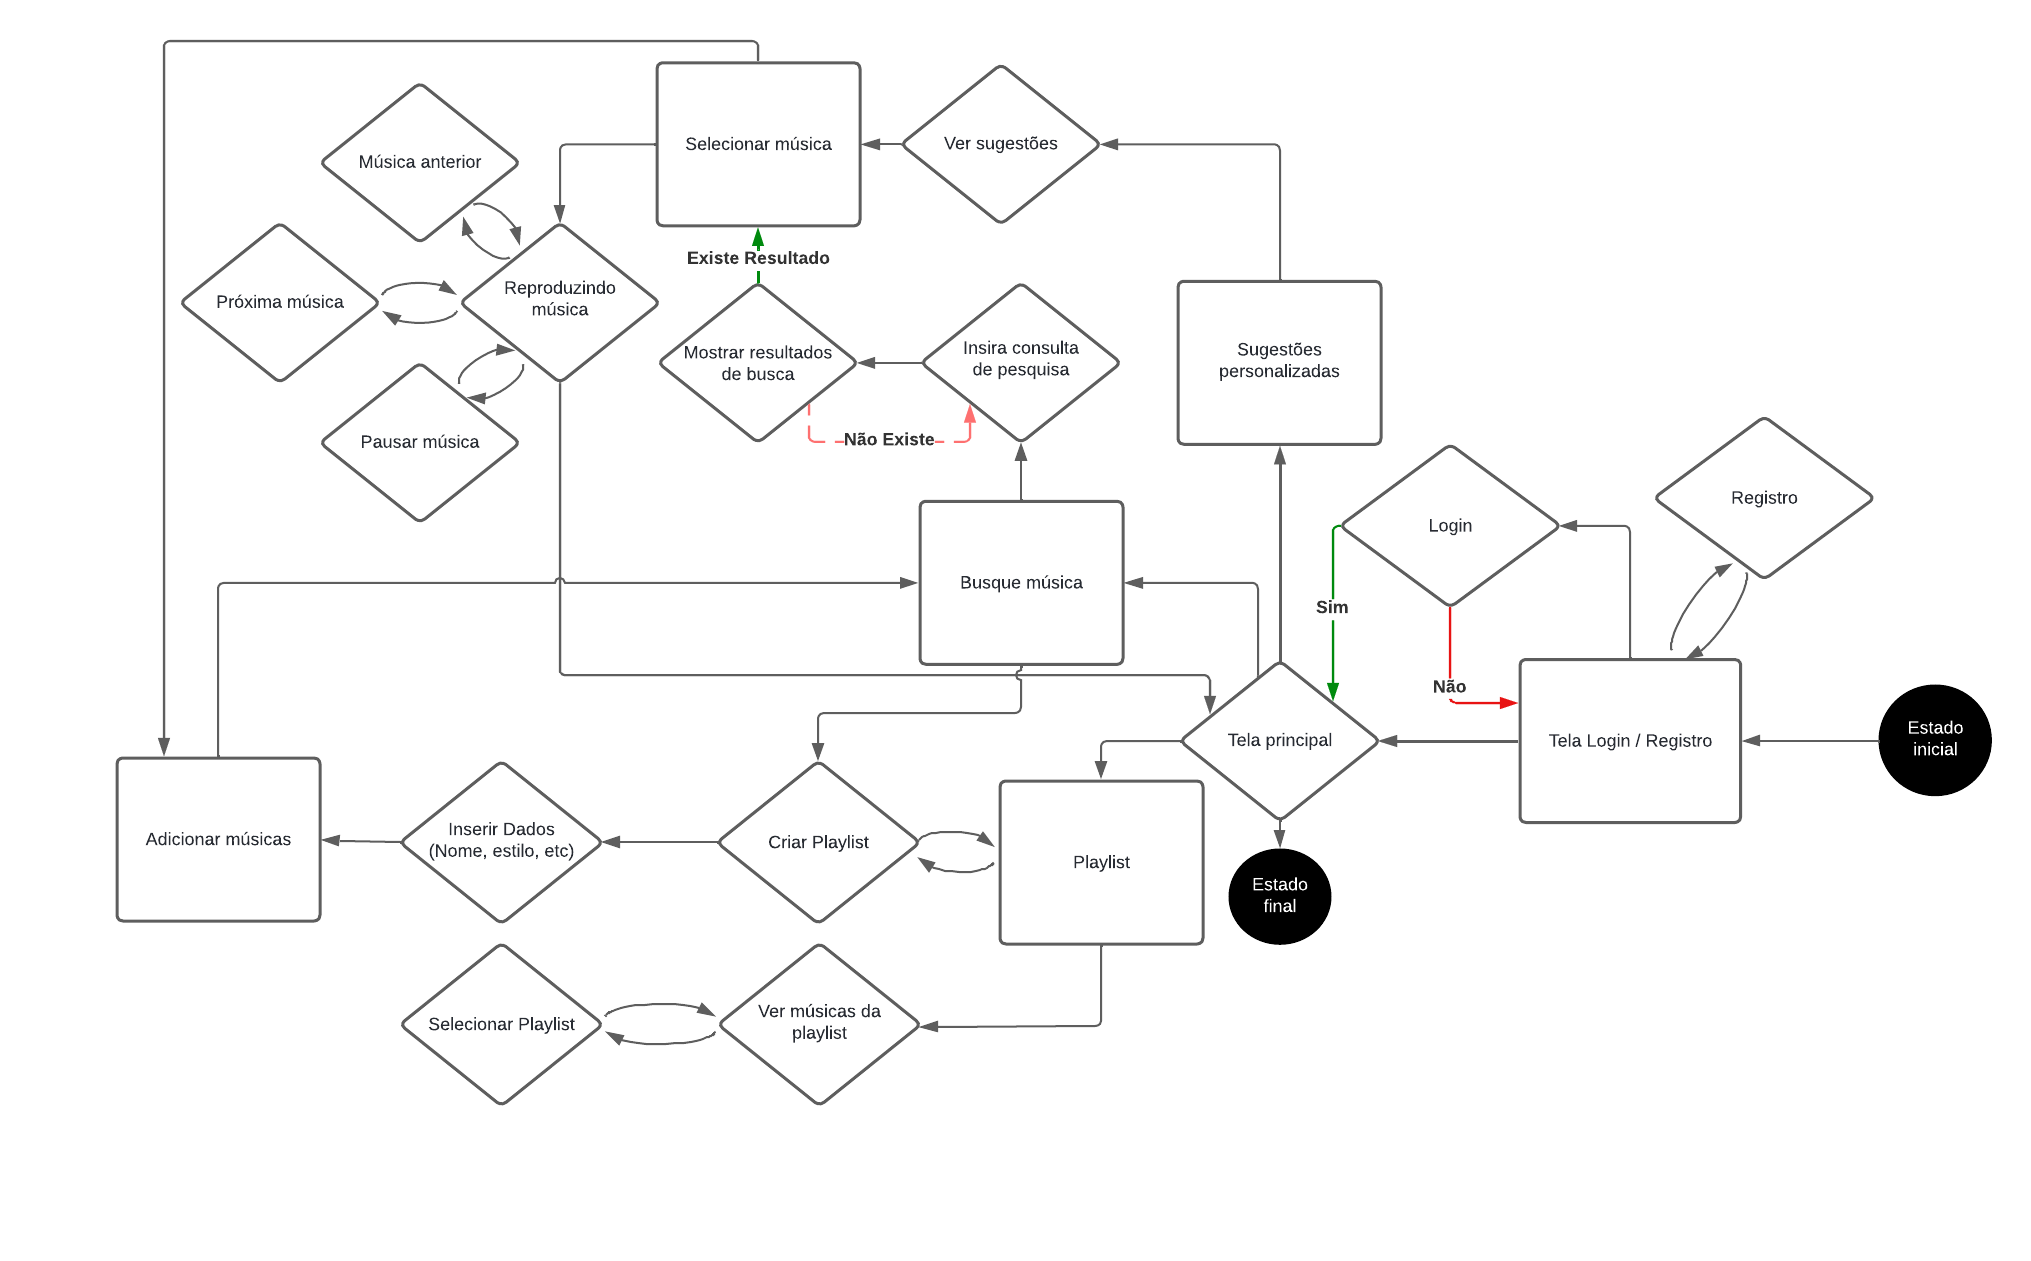 Selecionar música
Ver sugestões
Música anterior
Existe Resultado
Próxima música
Reproduzindo
música
Mostrar resultados
de busca
Insira consulta
de pesquisa
Sugestões
personalizadas
Pausar música
Não Existe
Login
Registro
Busque música
Sim
Não
Tela principal
Tela Login / Registro
Estado
inicial
Adicionar músicas
Inserir Dados
(Nome, estilo, etc)
Criar Playlist
Playlist
Estado
final
Selecionar Playlist
Ver músicas da
playlist